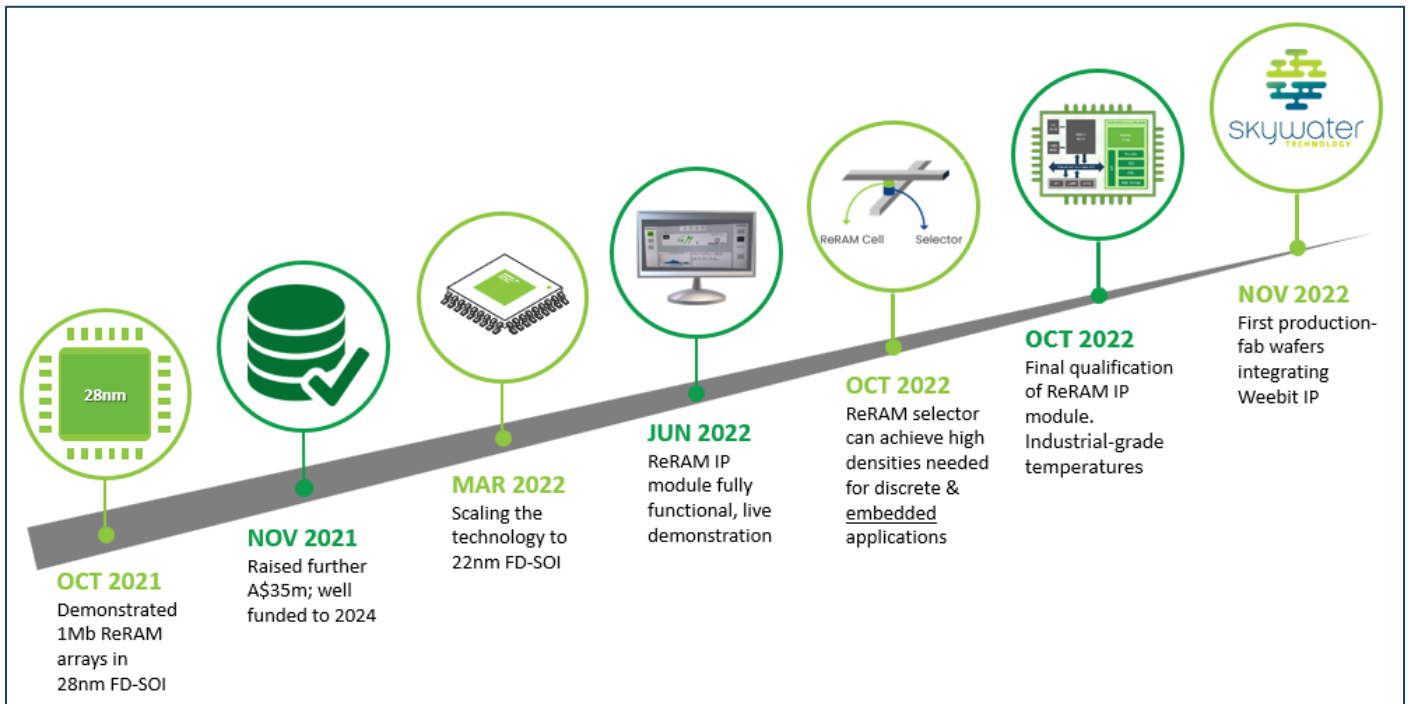 28nm
OCT 2021
Demonstrated
1Mb ReRAM
arrays in
28nm FD-SOI
NOV 2021
Raised further
A$35m; well
funded to 2024
MAR 2022
Scaling the
technology to
22nm FD-SOI
JUN 2022
ReRAM IP
module fully
functional, live
demonstration
ReRAM Cell
Selector
OCT 2022
ReRAM selector
can achieve high
densities needed
for discrete &
embedded
applications
OCT 2022
Final qualification
of ReRAM IP
module.
Industrial-grade
temperatures
skywater
TECHNOLOGY
NOV 2022
First production-
fab wafers
integrating
Weebit IP